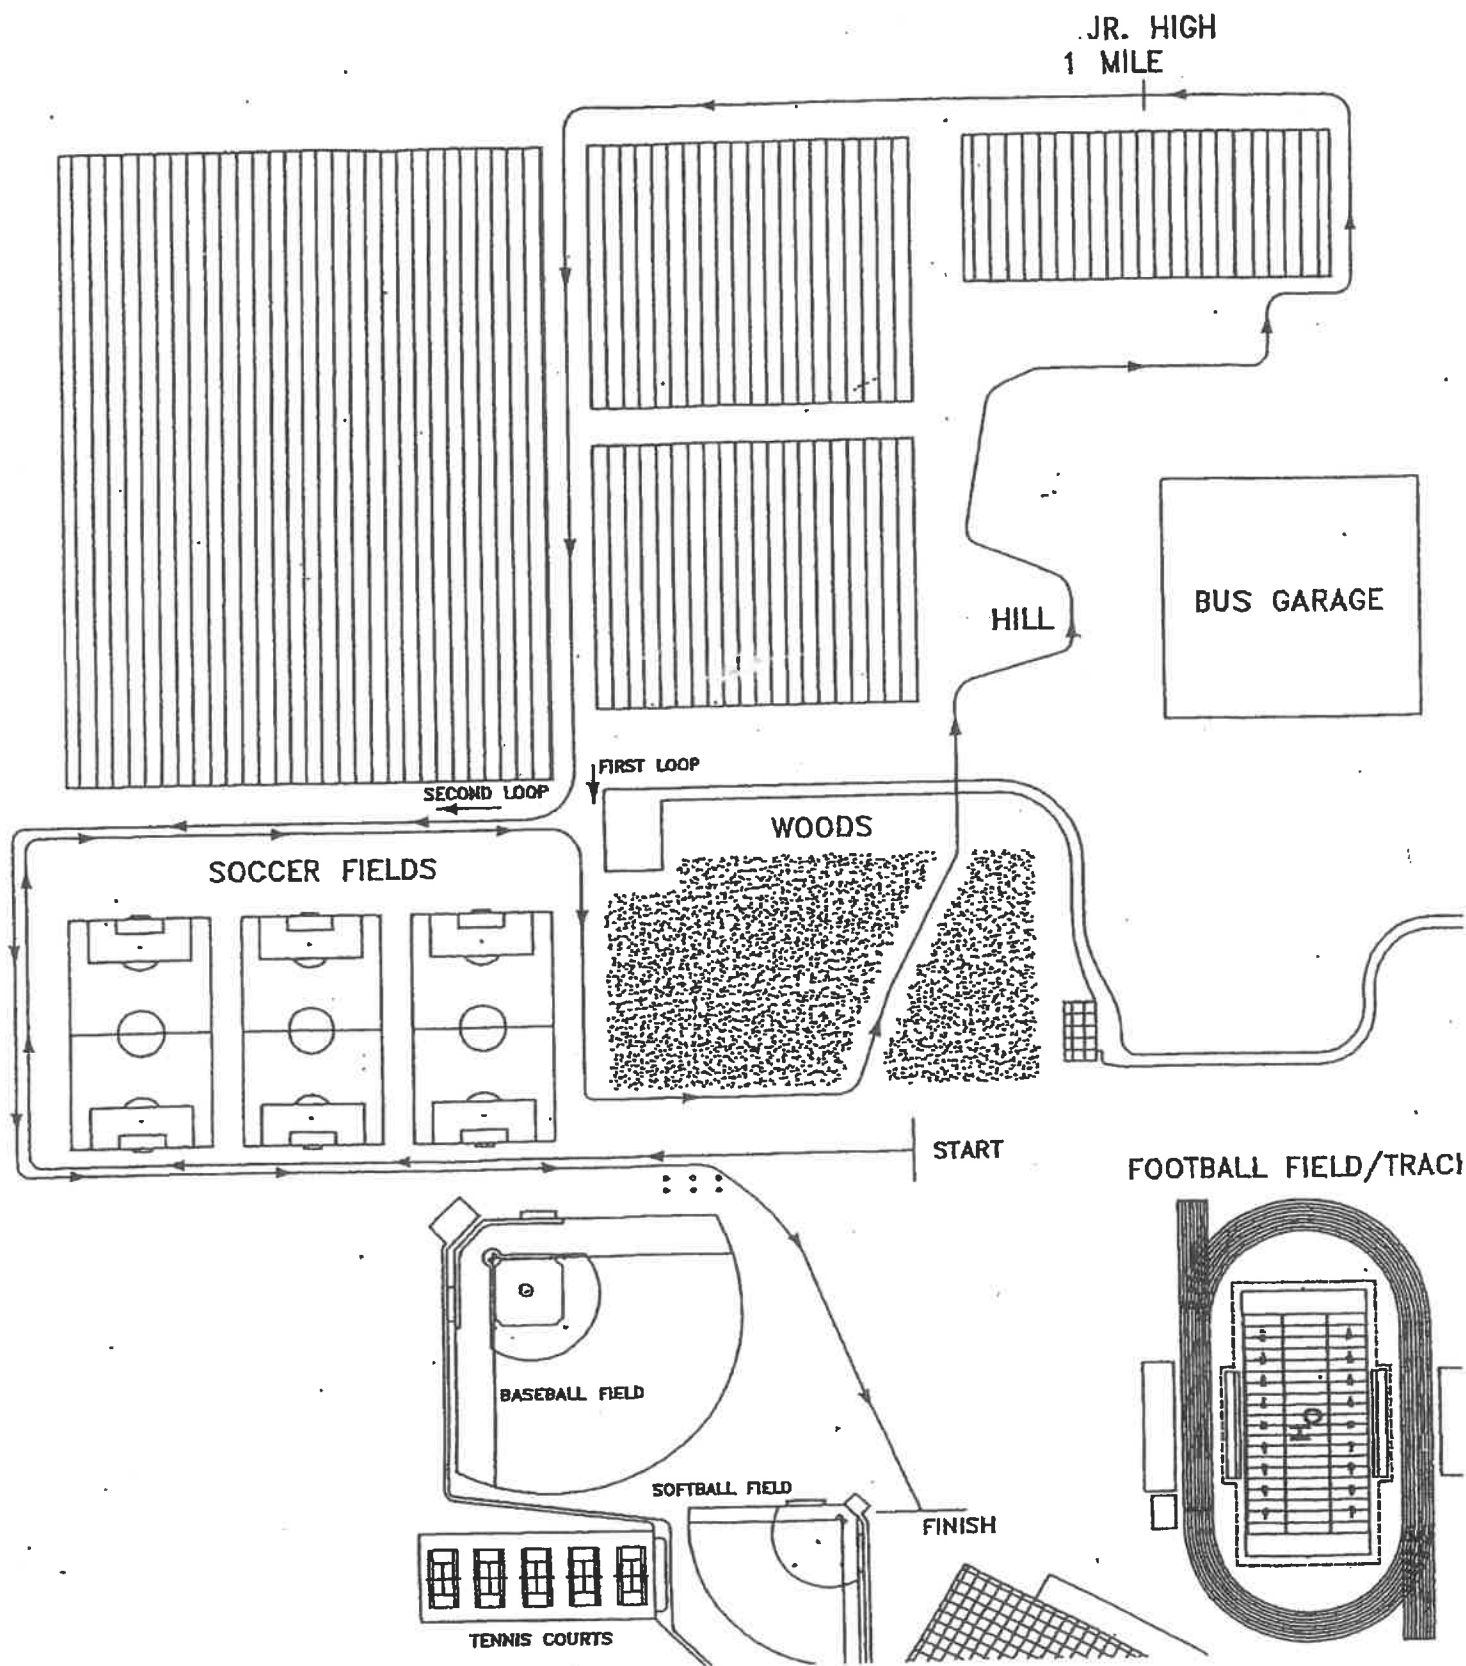 JR. HIGH
1 MILE
BUS GARAGE
HILL
FIRST LOOP
SECOND LOOP
WOODS
SOCCER FIELDS
START
FOOTBALL FIELD/TRAC
BASEBALL FIELD
SOFTBALL FIELD
FINISH
TENNIS COURTS